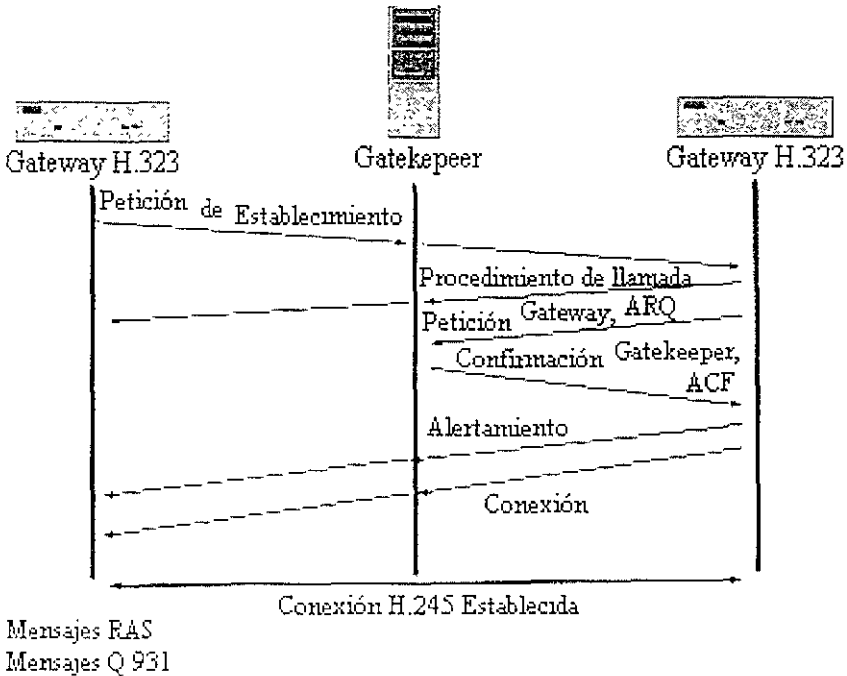 Gateway H.323
Gatekepeer
Gateway H.323
Petición de Establecimiento
Procedimiento de llamada
Petición Gateway, ARQ
Confirmación Gatekeeper,
ACF
Alertamiento
Conexión
Conexión H.245 Establecida
Mensajes RAS
Mensajes Q 931